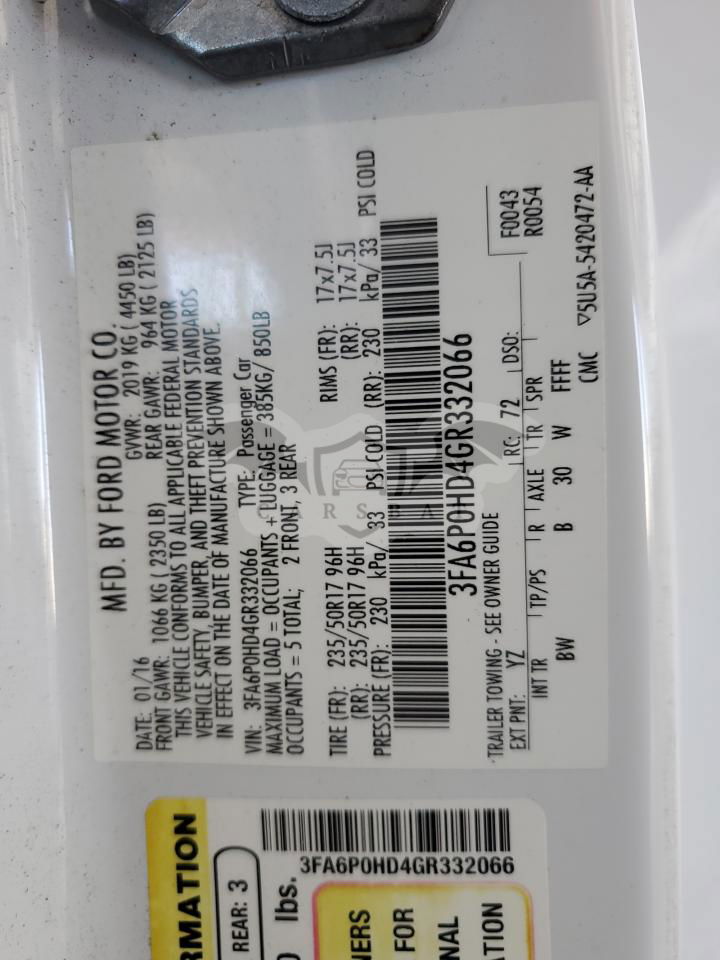 MFD. BY FORD MOTOR CO.
DATE: 01/16 GVWR: 2019 KG ( 4450 LB)
FRONT GAWR: 1066 KG ( 2350 LB) REAR GAWR: 964 KG ( 2125 LB)
THIS VEHICLE CONFORMS TO ALL APPLICABLE FEDERAL MOTOR
VEHICLE SAFETY, BUMPER, AND THEFT PREVENTION STANDARDS
IN EFFECT ON THE DATE OF MANUFACTURE SHOWN ABOVE.
VIN: 3FA6P0HD4GR332066 TYPE: Passenger Car
MAXIMUM LOAD = OCCUPANTS + LUGGAGE = 385KG/ 850LB
OCCUPANTS = 5 TOTAL; 2 FRONT, 3 REAR
TIRE (FR): 235/50R17 96H RIMS (FR): 17x7.5J
(RR): 235/50R17 96H (RR): 17x7.5J
PRESSURE (FR): 230 kPa/ 33 PSI COLD (RR): 230 kPa/ 33 PSI COLD
3FA6P0HD4GR332066
TRAILER TOWING - SEE OWNER GUIDE
F0043
EXT PNT: YZ RC: 72 DSO: R0054
INT TR TP/PS R AXLE TR SPR
BW B 30 W FFFF
CMC ▽5U5A-5420472-AA
CARSBAH
RMATION
REAR: 3
lbs.
3FA6P0HD4GR332066
NERS
FOR
NAL
TION